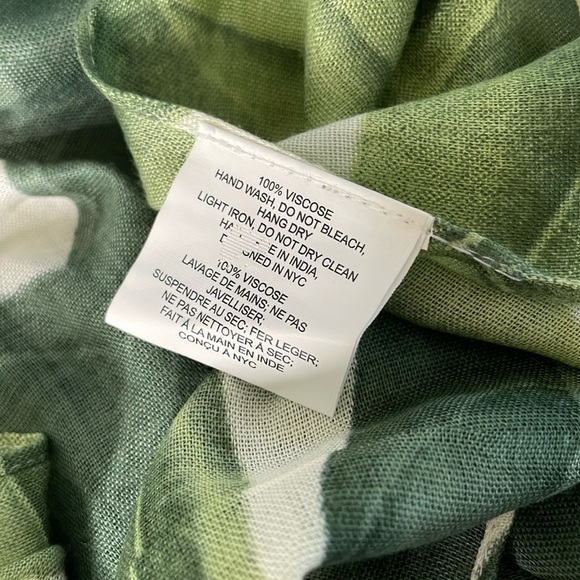 100% VISCOSE
HAND WASH, DO NOT BLEACH,
HANG DRY
LIGHT IRON, DO NOT DRY CLEAN
IN INDIA,
IN NYC
VISCOSE
LAVAGE DE MAINS; NE PAS
JAVELLISER;
SUSPENDRE AU SEC; FER LEGER;
NE PAS NETTOYER À SEC;
FAIT À LA MAIN EN INDE
CONÇU À NYC